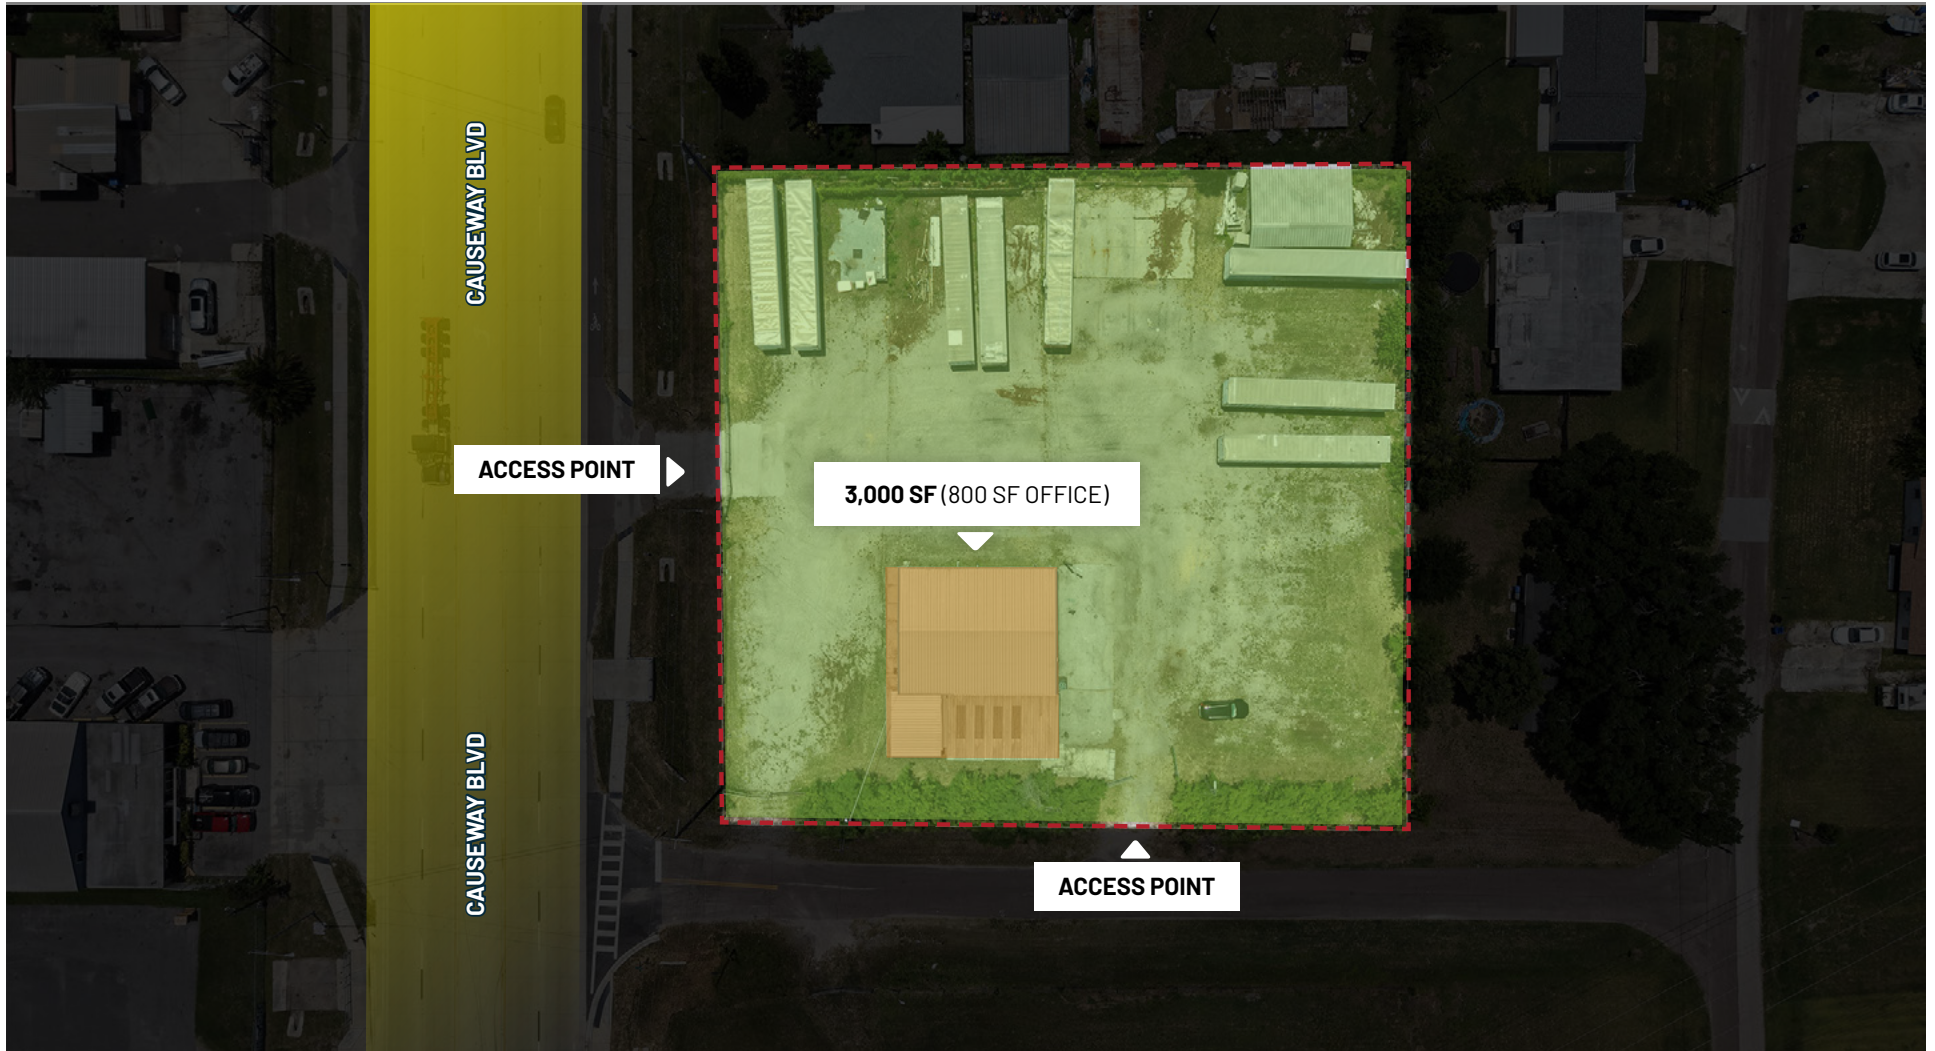 CAUSEWAY BLVD
ACCESS POINT
3,000 SF (800 SF OFFICE)
CAUSEWAY BLVD
ACCESS POINT